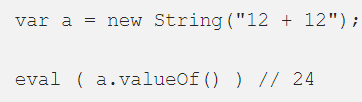 var a = new String("12 + 12");
eval ( a.valueOf() ) // 24